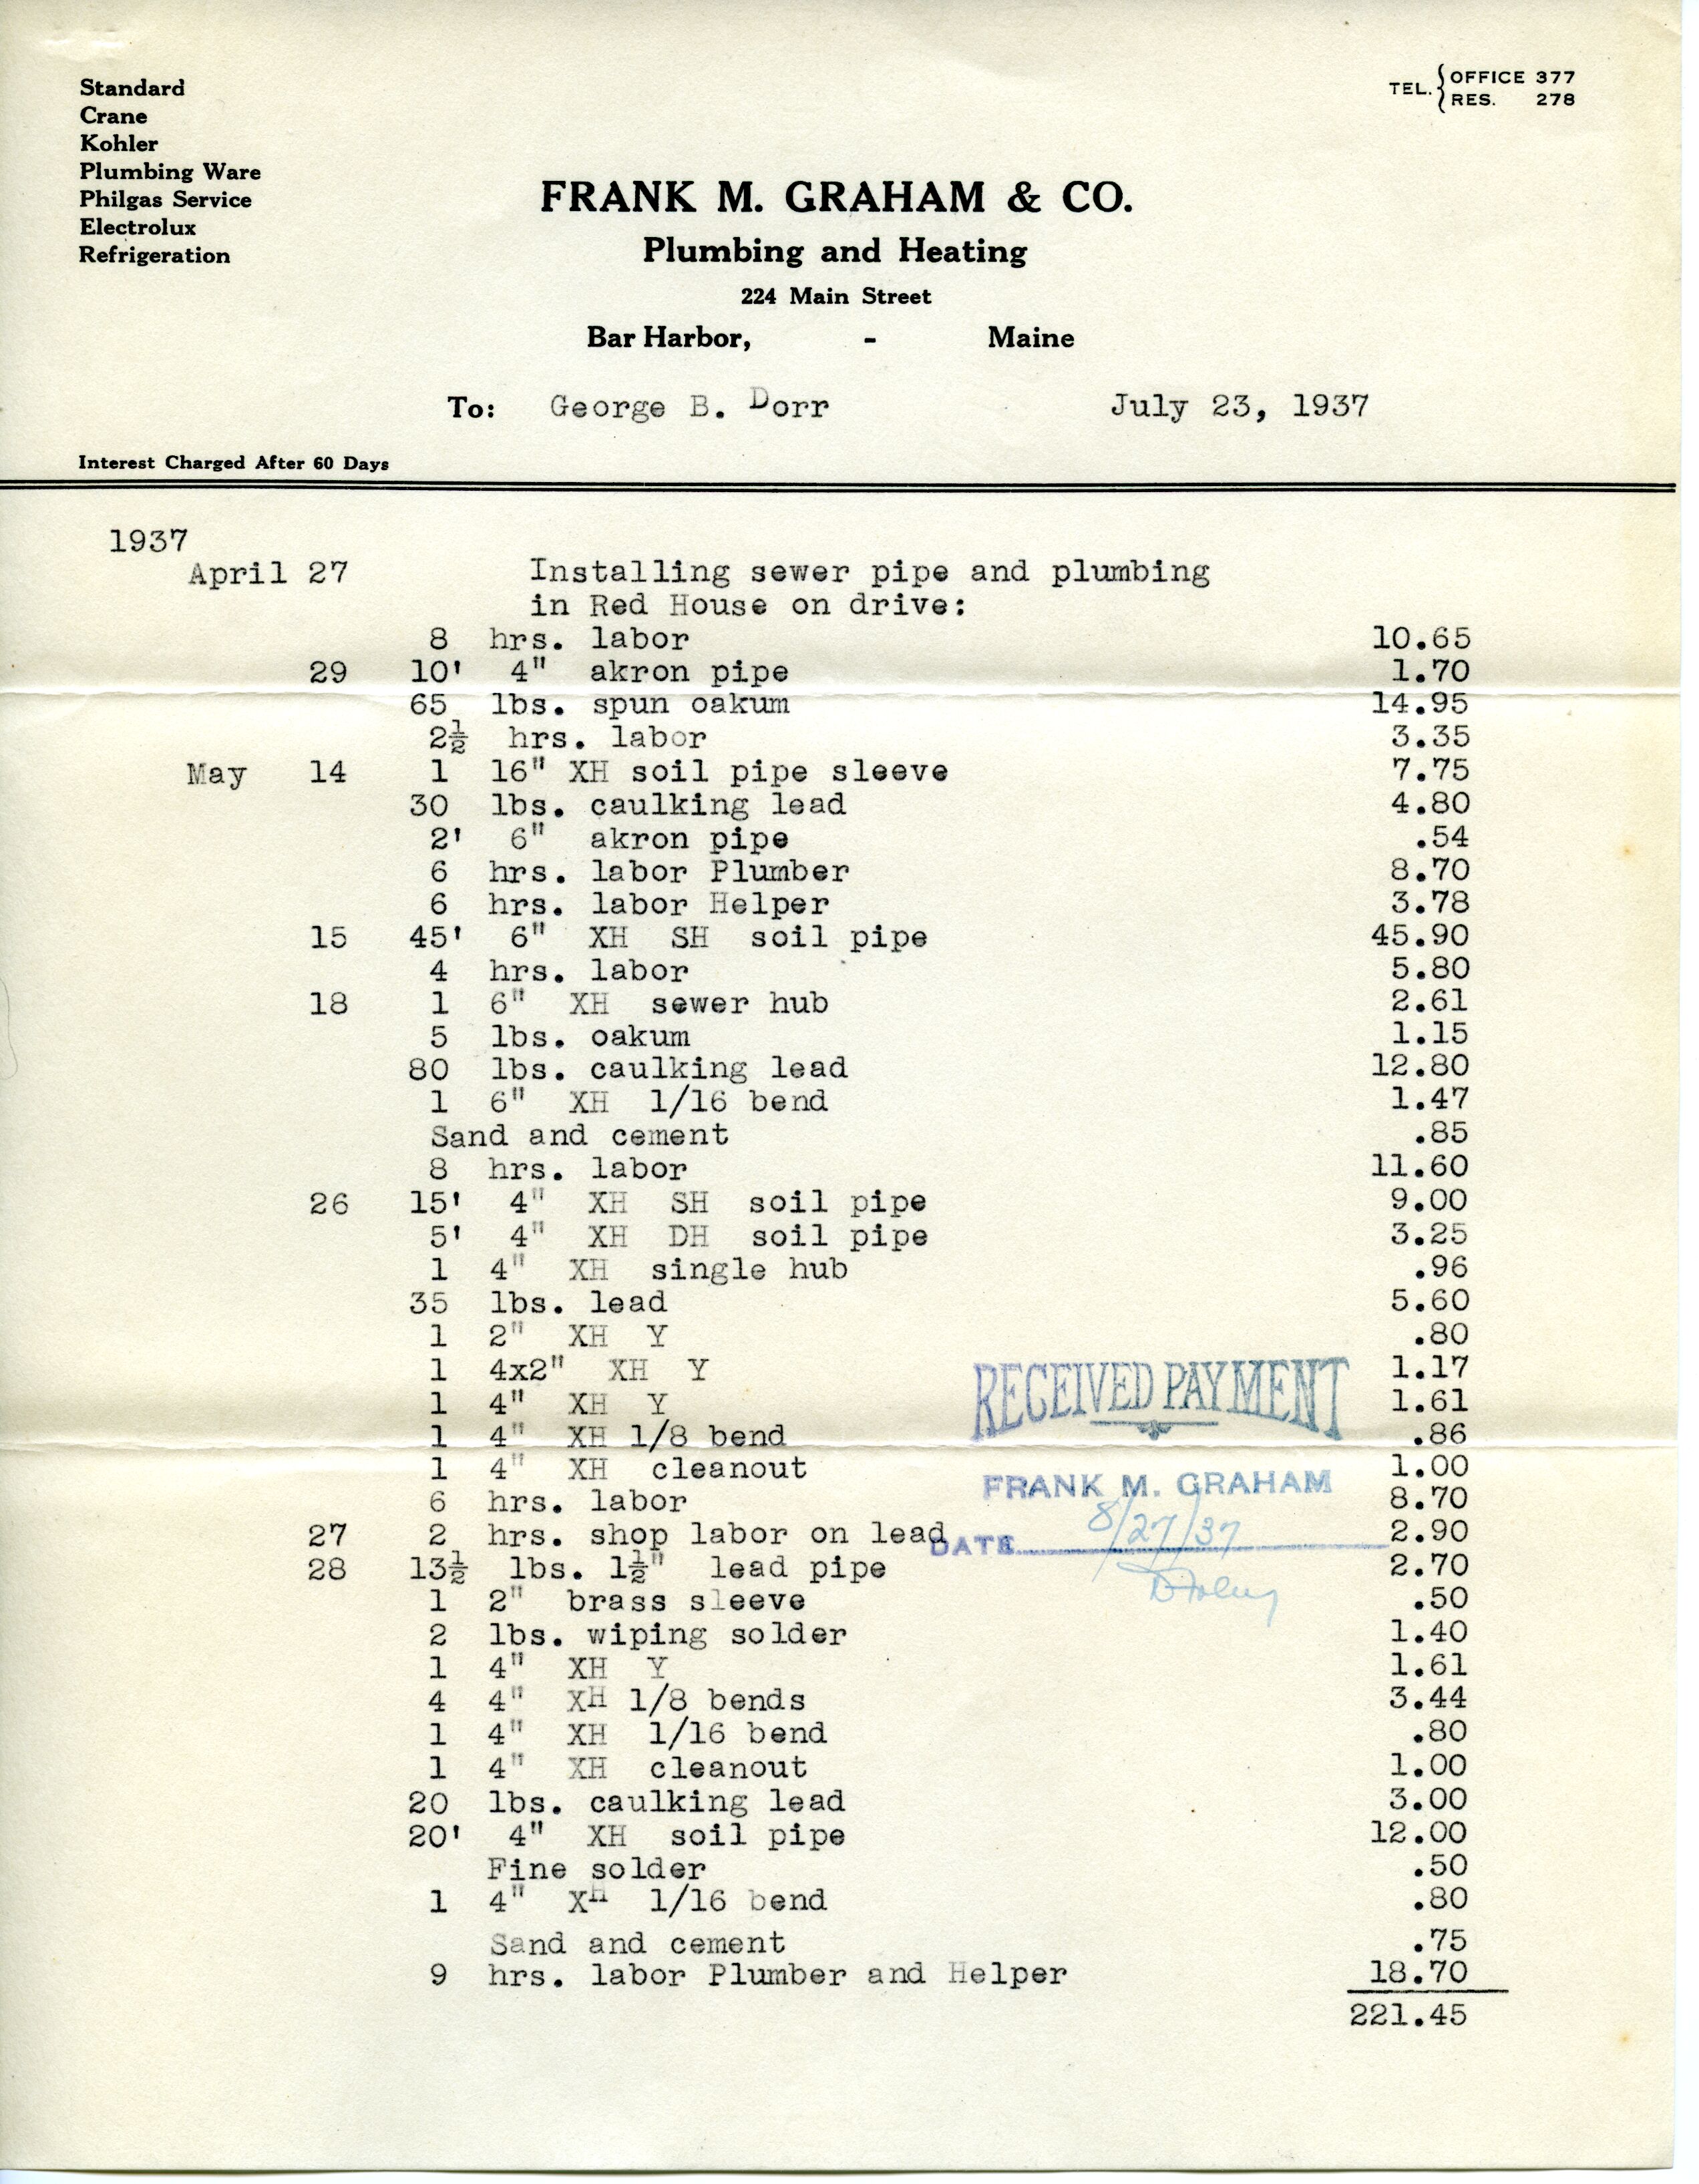 Standard
Crane
Kohler
Plumbing Ware
Philgas Service
Electrolux
Refrigeration
TEL. { OFFICE 377
RES. 278
FRANK M. GRAHAM & CO.
Plumbing and Heating
224 Main Street
Bar Harbor, - Maine
To: George B. Dorr July 23, 1937
Interest Charged After 60 Days
1937
April 27 Installing sewer pipe and plumbing
in Red House on drive:
8 hrs. labor 10.65
29 10' 4" akron pipe 1.70
65 lbs. spun oakum 14.95
2½ hrs. labor 3.35
May 14 1 16" XH soil pipe sleeve 7.75
30 lbs. caulking lead 4.80
2' 6" akron pipe .54
6 hrs. labor Plumber 8.70
6 hrs. labor Helper 3.78
15 45' 6" XH SH soil pipe 45.90
4 hrs. labor 5.80
18 1 6" XH sewer hub 2.61
5 lbs. oakum 1.15
80 lbs. caulking lead 12.80
1 6" XH 1/16 bend 1.47
Sand and cement .85
8 hrs. labor 11.60
26 15' 4" XH SH soil pipe 9.00
5' 4" XH DH soil pipe 3.25
1 4" XH single hub .96
35 lbs. lead 5.60
1 2" XH Y .80
1 4x2" XH Y 1.17
1 4" XH Y 1.61
1 4" XH 1/8 bend .86
1 4" XH cleanout 1.00
6 hrs. labor 8.70
27 2 hrs. shop labor on lead 2.90
28 13½ lbs. 1½" lead pipe 2.70
1 2" brass sleeve .50
2 lbs. wiping solder 1.40
1 4" XH Y 1.61
4 4" XH 1/8 bends 3.44
1 4" XH 1/16 bend .80
1 4" XH cleanout 1.00
20 lbs. caulking lead 3.00
20' 4" XH soil pipe 12.00
Fine solder .50
1 4" XH 1/16 bend .80
Sand and cement .75
9 hrs. labor Plumber and Helper 18.70
221.45
RECEIVED PAYMENT
FRANK M. GRAHAM
DATE 8/27/37